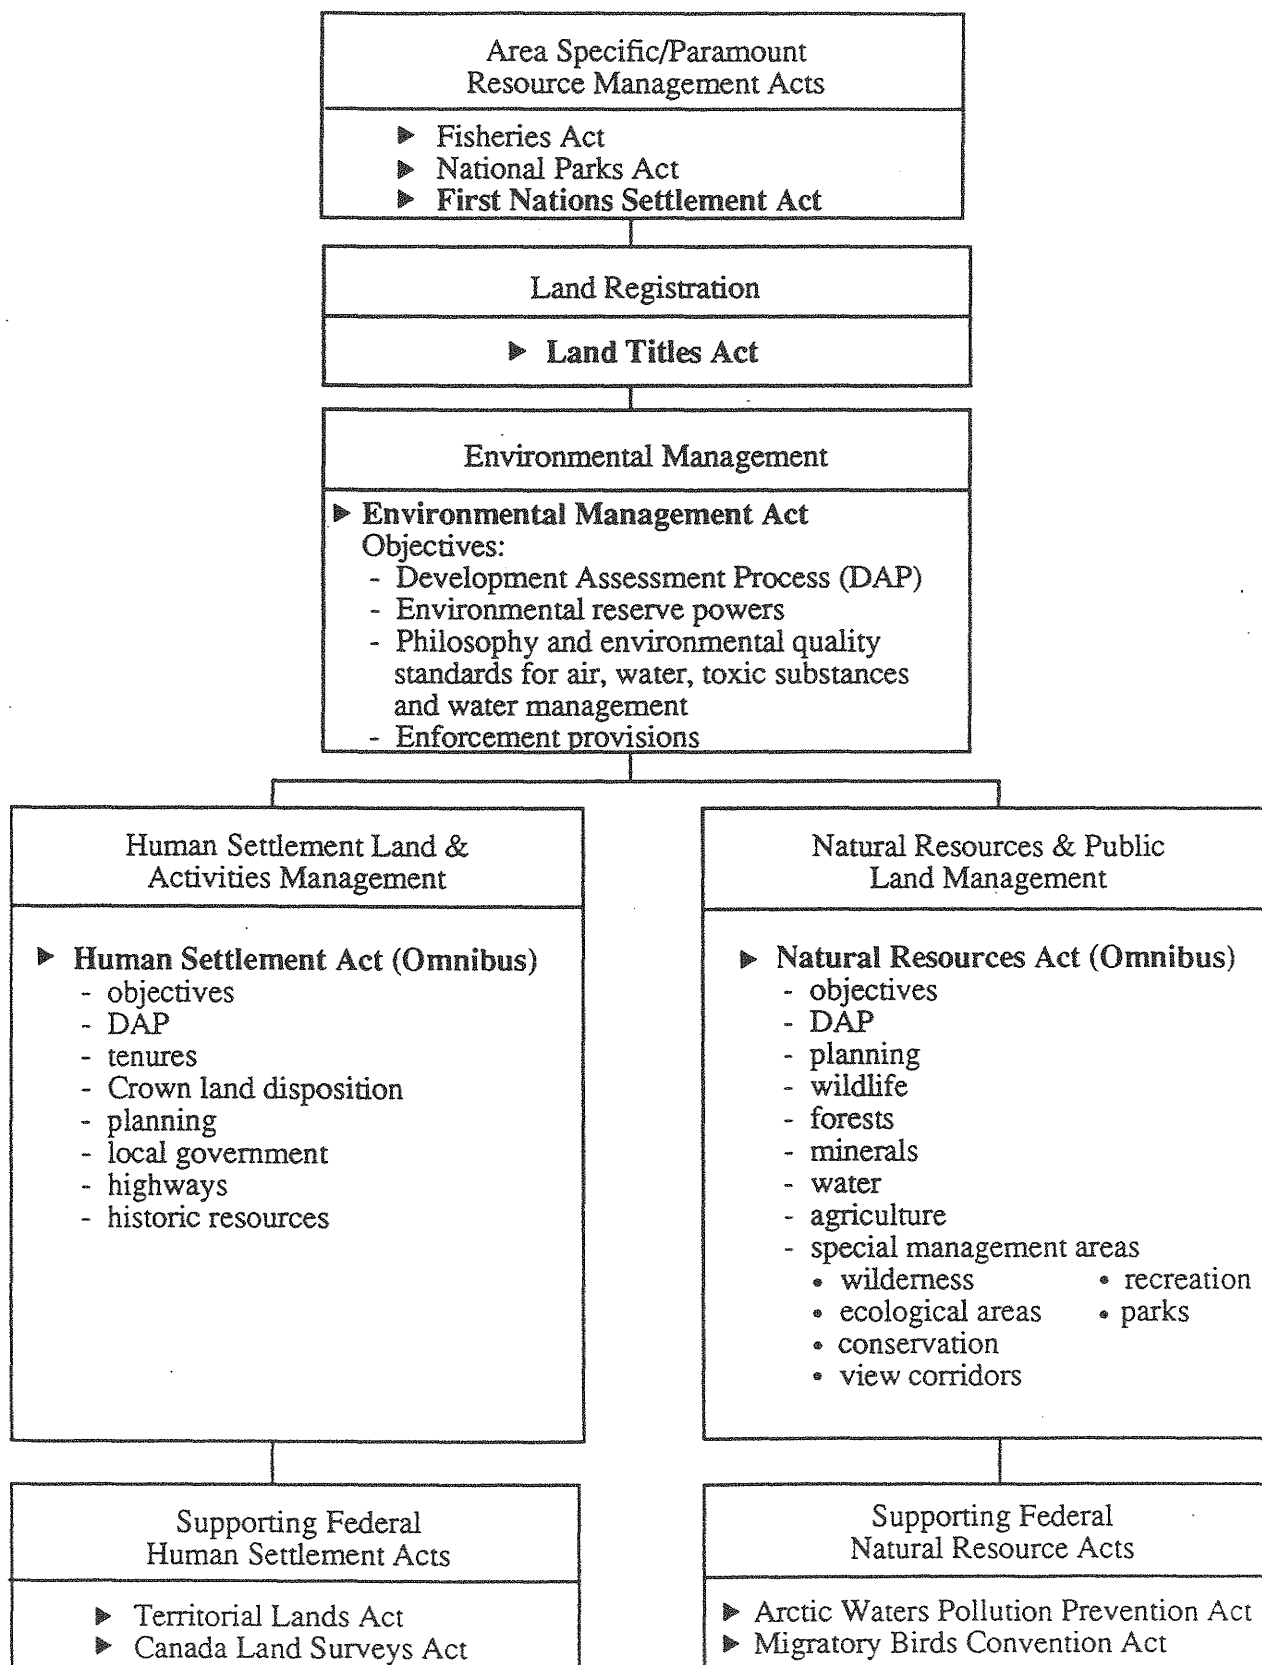 Area Specific/Paramount
Resource Management Acts
▶ Fisheries Act
▶ National Parks Act
▶ First Nations Settlement Act
Land Registration
▶ Land Titles Act
Environmental Management
▶ Environmental Management Act
Objectives:
- Development Assessment Process (DAP)
- Environmental reserve powers
- Philosophy and environmental quality
standards for air, water, toxic substances
and water management
- Enforcement provisions
Human Settlement Land &
Activities Management
▶ Human Settlement Act (Omnibus)
- objectives
- DAP
- tenures
- Crown land disposition
- planning
- local government
- highways
- historic resources
Natural Resources & Public
Land Management
▶ Natural Resources Act (Omnibus)
- objectives
- DAP
- planning
- wildlife
- forests
- minerals
- water
- agriculture
- special management areas
• wilderness • recreation
• ecological areas • parks
• conservation
• view corridors
Supporting Federal
Human Settlement Acts
▶ Territorial Lands Act
▶ Canada Land Surveys Act
Supporting Federal
Natural Resource Acts
▶ Arctic Waters Pollution Prevention Act
▶ Migratory Birds Convention Act